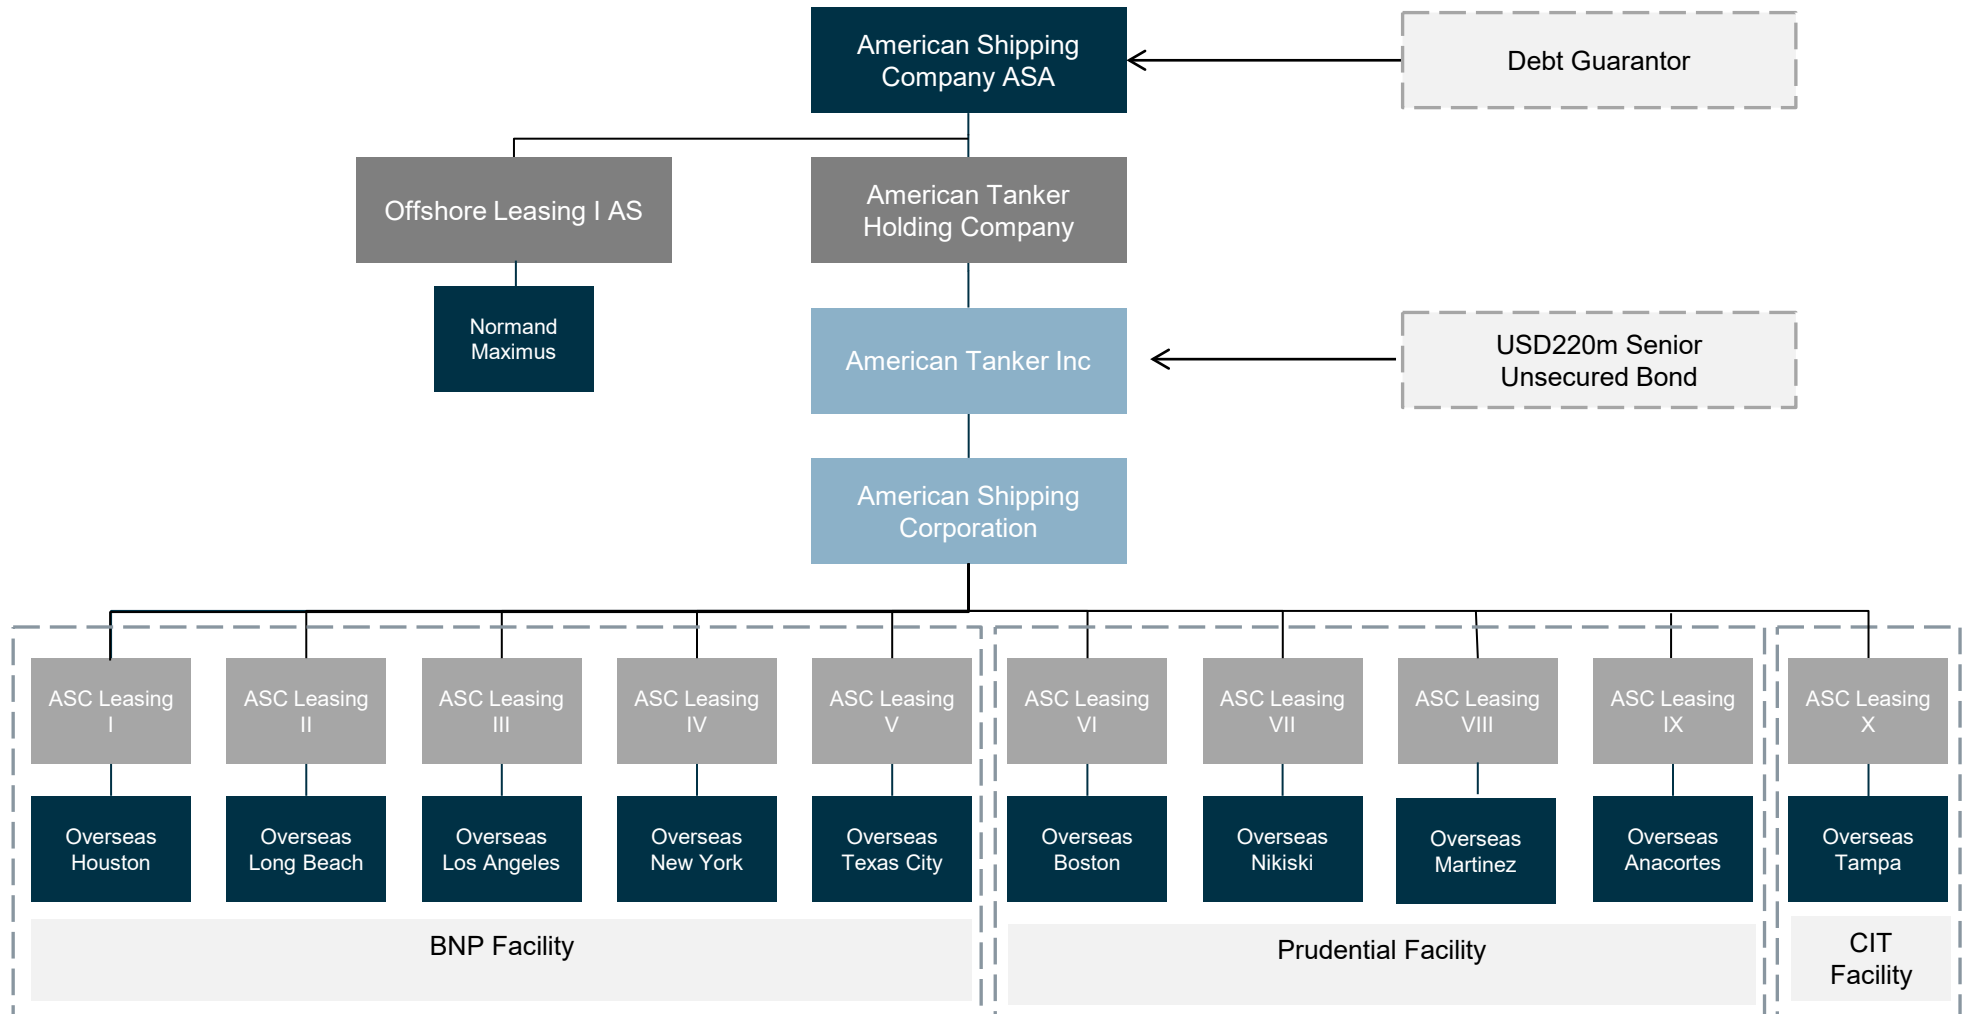 American Shipping
Company ASA
Debt Guarantor
Offshore Leasing I AS
American Tanker
Holding Company
Normand
Maximus
American Tanker Inc
USD220m Senior
Unsecured Bond
American Shipping
Corporation
ASC Leasing
I
ASC Leasing
II
ASC Leasing
III
ASC Leasing
IV
ASC Leasing
V
ASC Leasing
VI
ASC Leasing
VII
ASC Leasing
VIII
ASC Leasing
IX
ASC Leasing
X
Overseas
Houston
Overseas
Long Beach
Overseas
Los Angeles
Overseas
New York
Overseas
Texas City
Overseas
Boston
Overseas
Nikiski
Overseas
Martinez
Overseas
Anacortes
Overseas
Tampa
BNP Facility
Prudential Facility
CIT
Facility